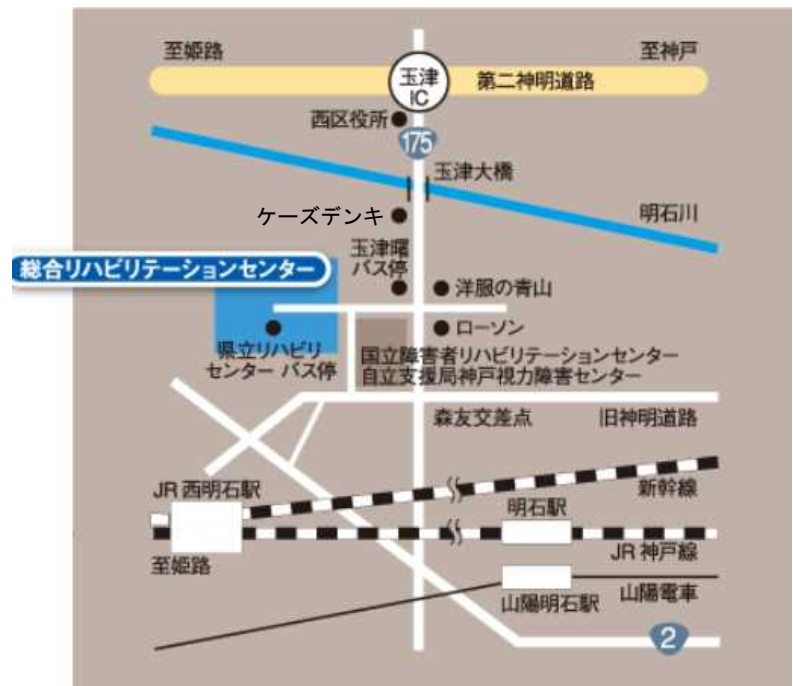 至姫路
至神戸
玉津
IC
第二神明道路
西区役所
175
玉津大橋
ケーズデンキ
明石川
玉津曙
バス停
総合リハビリテーションセンター
洋服の青山
ローソン
県立リハビリ
センター バス停
国立障害者リハビリテーションセンター
自立支援局神戸視力障害センター
森友交差点
旧神明道路
JR 西明石駅
新幹線
明石駅
JR 神戸線
至姫路
山陽電車
山陽明石駅
2